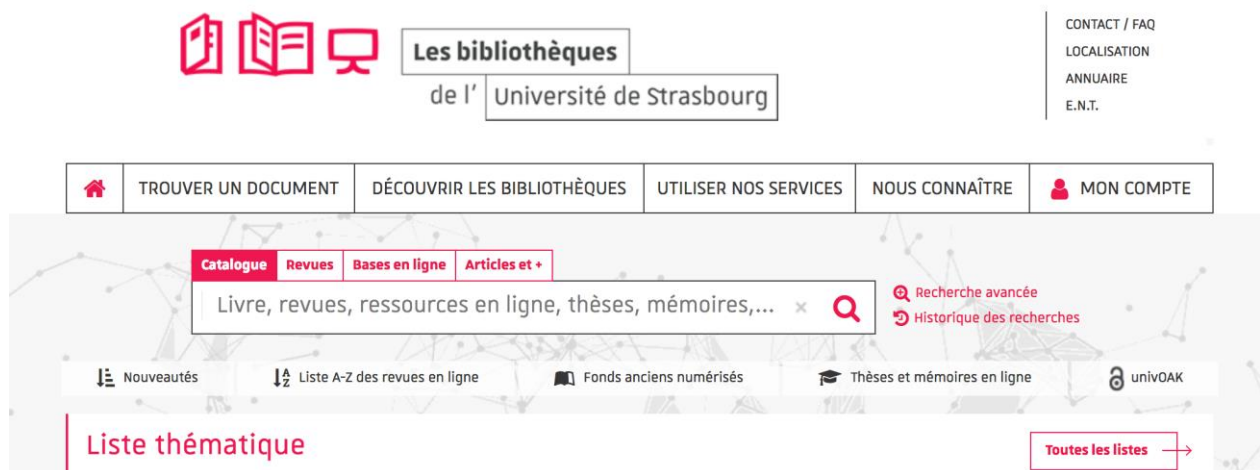 Les bibliothèques
de l' Université de Strasbourg
CONTACT / FAQ
LOCALISATION
ANNUAIRE
E.N.T.
TROUVER UN DOCUMENT DÉCOUVRIR LES BIBLIOTHÈQUES UTILISER NOS SERVICES NOUS CONNAÎTRE MON COMPTE
Catalogue Revues Bases en ligne Articles et +
Livre, revues, ressources en ligne, thèses, mémoires,... ×
Recherche avancée
Historique des recherches
Nouveautés Liste A-Z des revues en ligne Fonds anciens numérisés Thèses et mémoires en ligne univOAK
Liste thématique Toutes les listes